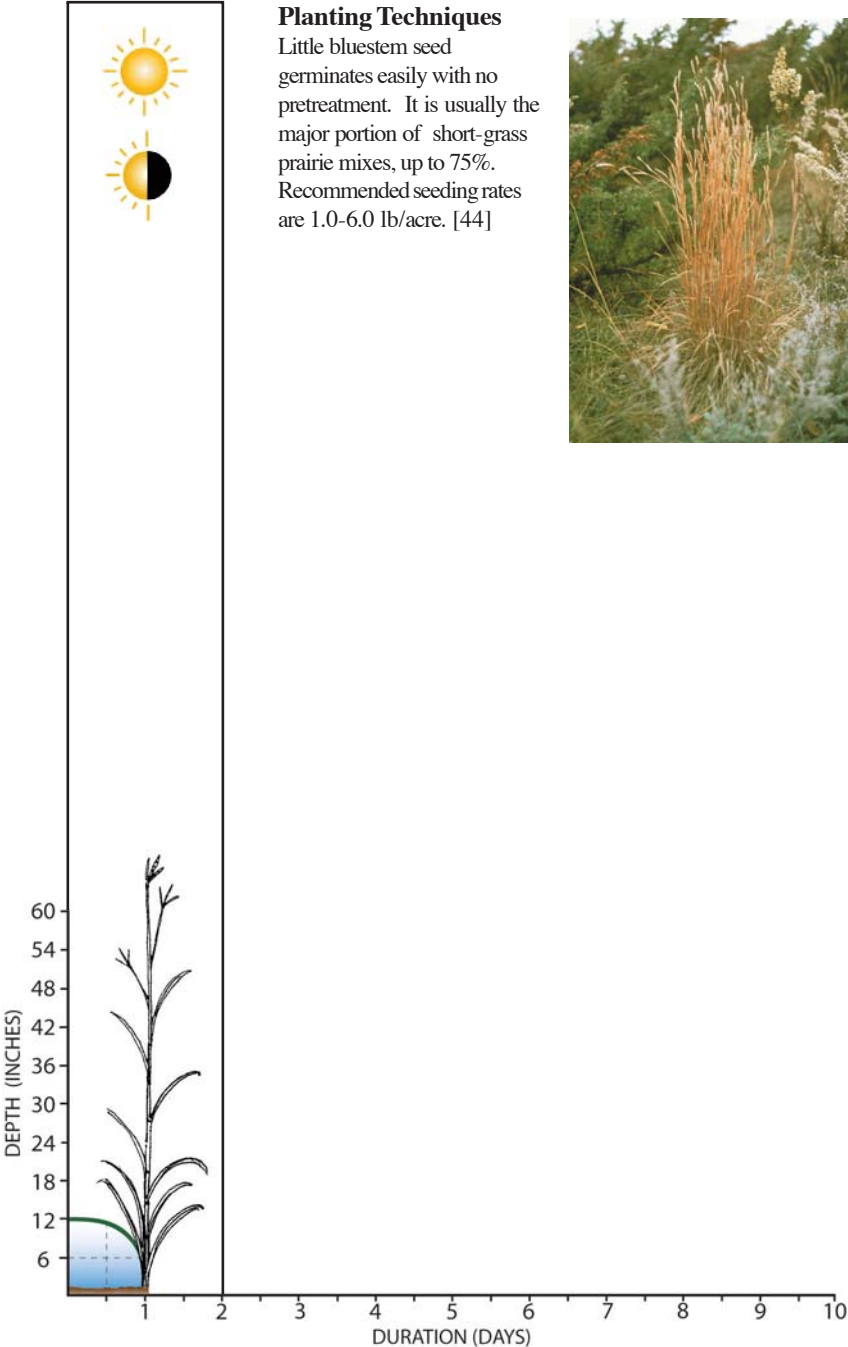 Planting Techniques
Little bluestem seed
germinates easily with no
pretreatment. It is usually the
major portion of short-grass
prairie mixes, up to 75%.
Recommended seeding rates
are 1.0-6.0 lb/acre. [44]
60
54
48
42
36
30
24
18
12
6
DEPTH (INCHES)
1 2 3 4 5 6 7 8 9 10
DURATION (DAYS)